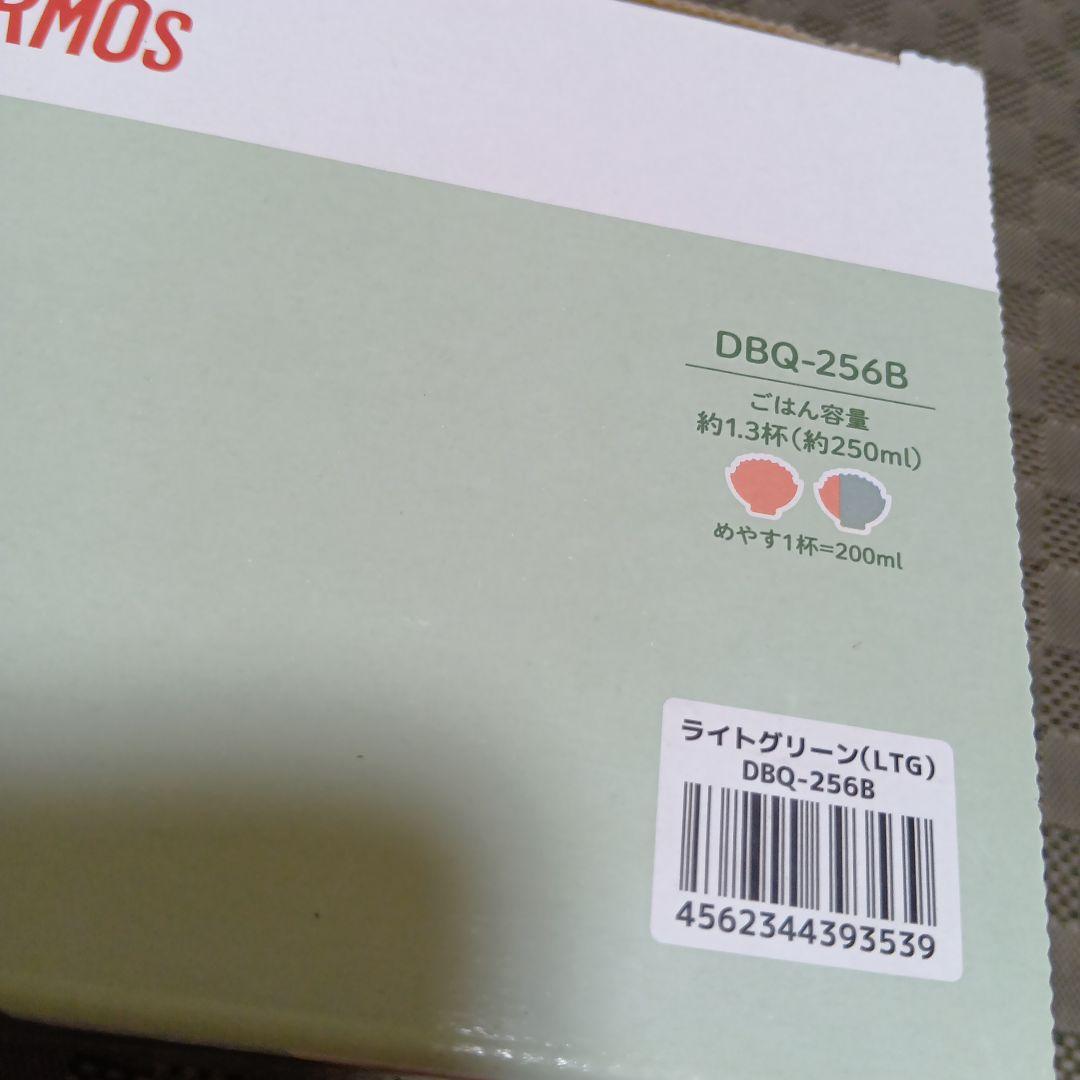 RMOS
DBQ-256B
ごはん容量
約1.3杯(約250ml)
めやす1杯=200ml
ライトグリーン(LTG)
DBQ-256B
4562344393539